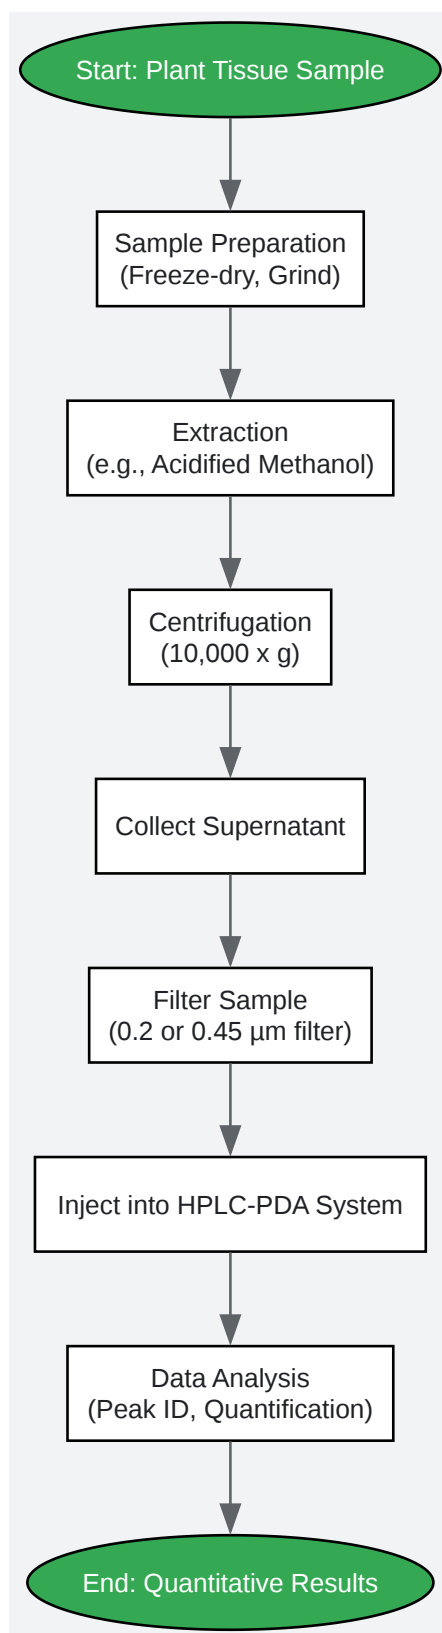 Start: Plant Tissue Sample
Sample Preparation
(Freeze-dry, Grind)
Extraction
(e.g., Acidified Methanol)
Centrifugation
(10,000 x g)
Collect Supernatant
Filter Sample
(0.2 or 0.45 µm filter)
Inject into HPLC-PDA System
Data Analysis
(Peak ID, Quantification)
End: Quantitative Results